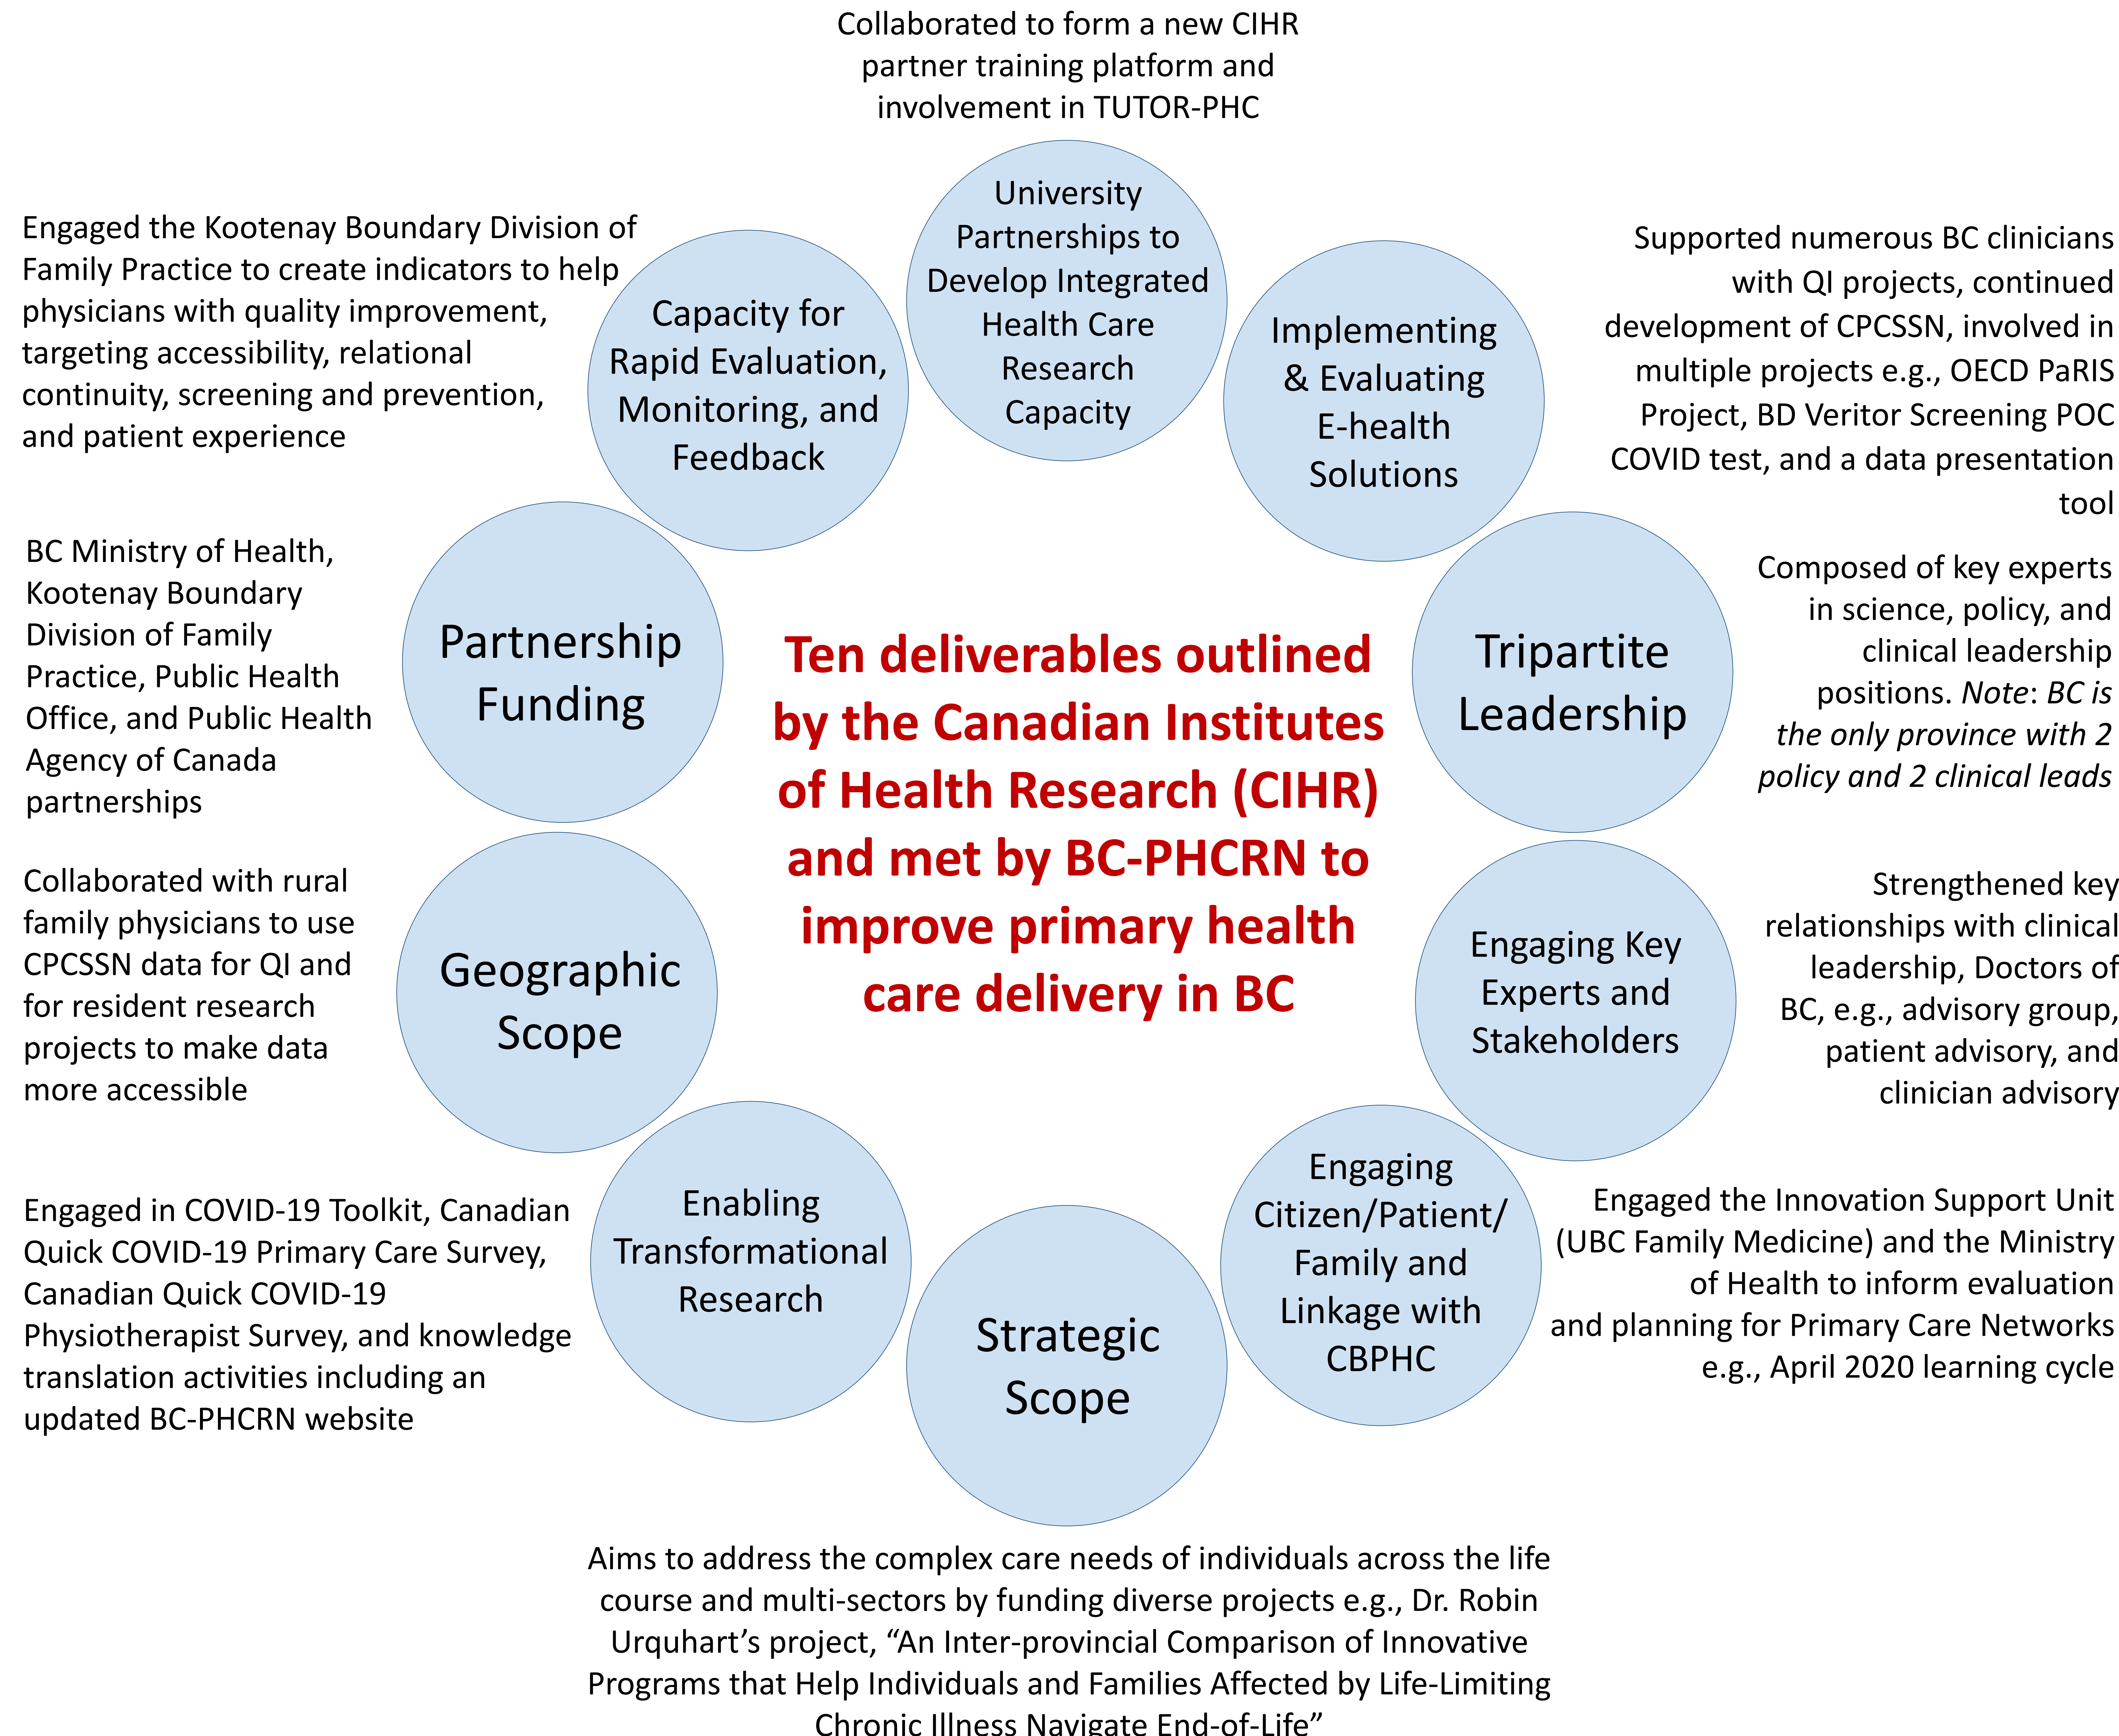 Collaborated to form a new CIHR
partner training platform and
involvement in TUTOR-PHC
University
Partnerships to
Develop Integrated
Health Care
Research
Capacity
Implementing
& Evaluating
E-health
Solutions
Supported numerous BC clinicians
with QI projects, continued
development of CPCSSN, involved in
multiple projects e.g., OECD PaRIS
Project, BD Veritor Screening POC
COVID test, and a data presentation
tool
Tripartite
Leadership
Composed of key experts
in science, policy, and
clinical leadership
positions. Note: BC is
the only province with 2
policy and 2 clinical leads
Engaging Key
Experts and
Stakeholders
Strengthened key
relationships with clinical
leadership, Doctors of
BC, e.g., advisory group,
patient advisory, and
clinician advisory
Engaging
Citizen/Patient/
Family and
Linkage with
CBPHC
Engaged the Innovation Support Unit
(UBC Family Medicine) and the Ministry
of Health to inform evaluation
and planning for Primary Care Networks
e.g., April 2020 learning cycle
Strategic
Scope
Aims to address the complex care needs of individuals across the life
course and multi-sectors by funding diverse projects e.g., Dr. Robin
Urquhart’s project, “An Inter-provincial Comparison of Innovative
Programs that Help Individuals and Families Affected by Life-Limiting
Chronic Illness Navigate End-of-Life”
Enabling
Transformational
Research
Engaged in COVID-19 Toolkit, Canadian
Quick COVID-19 Primary Care Survey,
Canadian Quick COVID-19
Physiotherapist Survey, and knowledge
translation activities including an
updated BC-PHCRN website
Geographic
Scope
Collaborated with rural
family physicians to use
CPCSSN data for QI and
for resident research
projects to make data
more accessible
Partnership
Funding
BC Ministry of Health,
Kootenay Boundary
Division of Family
Practice, Public Health
Office, and Public Health
Agency of Canada
partnerships
Capacity for
Rapid Evaluation,
Monitoring, and
Feedback
Engaged the Kootenay Boundary Division of
Family Practice to create indicators to help
physicians with quality improvement,
targeting accessibility, relational
continuity, screening and prevention,
and patient experience
Ten deliverables outlined
by the Canadian Institutes
of Health Research (CIHR)
and met by BC-PHCRN to
improve primary health
care delivery in BC